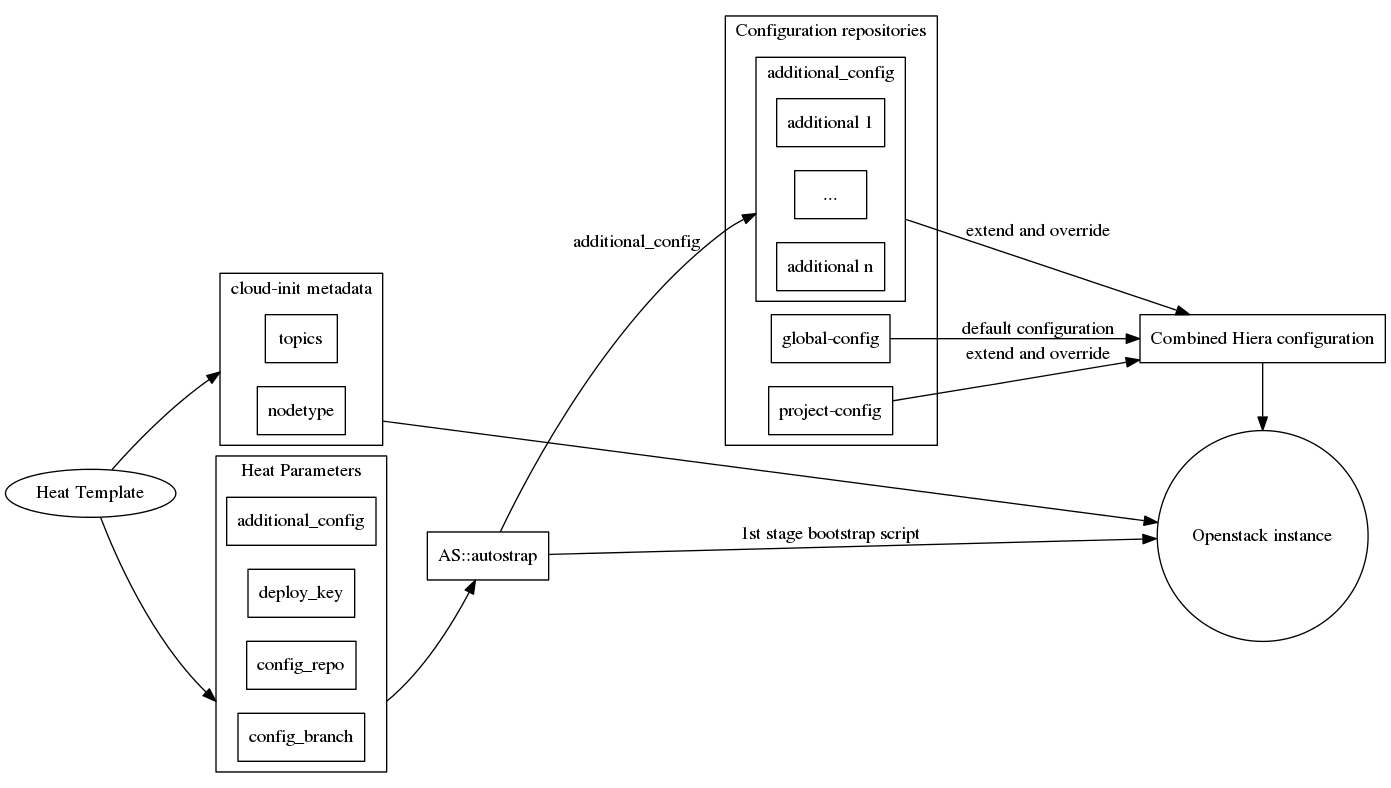 Configuration repositories
additional_config
additional 1
...
additional n
global-config
project-config
additional_config
extend and override
default configuration
extend and override
Combined Hiera configuration
cloud-init metadata
topics
nodetype
Heat Template
Heat Parameters
additional_config
deploy_key
config_repo
config_branch
AS::autostrap
1st stage bootstrap script
Openstack instance